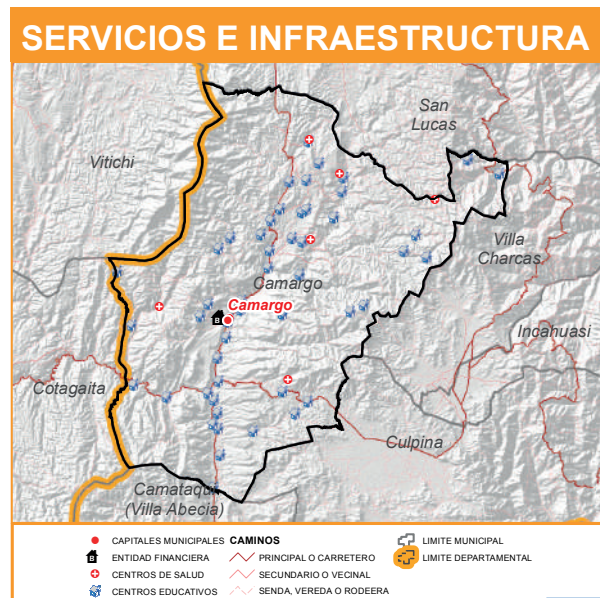 SERVICIOS E INFRAESTRUCTURA
San
Lucas
Vitichi
Villa
Charcas
Camargo
Camargo
Incahuasi
Cotagaita
Culpina
Camataqui
(Villa Abecia)
CAPITALES MUNICIPALES
B ENTIDAD FINANCIERA
CENTROS DE SALUD
CENTROS EDUCATIVOS
CAMINOS
PRINCIPAL O CARRETERO
SECUNDARIO O VECINAL
SENDA, VEREDA O RODEERA
LIMITE MUNICIPAL
LIMITE DEPARTAMENTAL